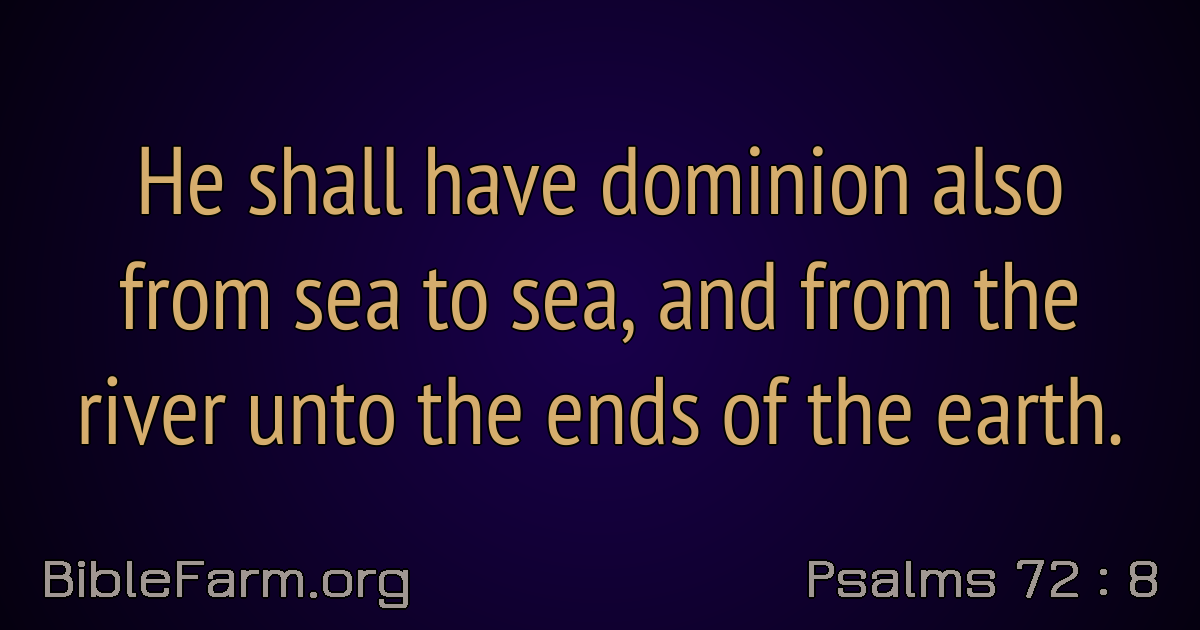 He shall have dominion also
from sea to sea, and from the
river unto the ends of the earth.
BibleFarm.org
Psalms 72 : 8